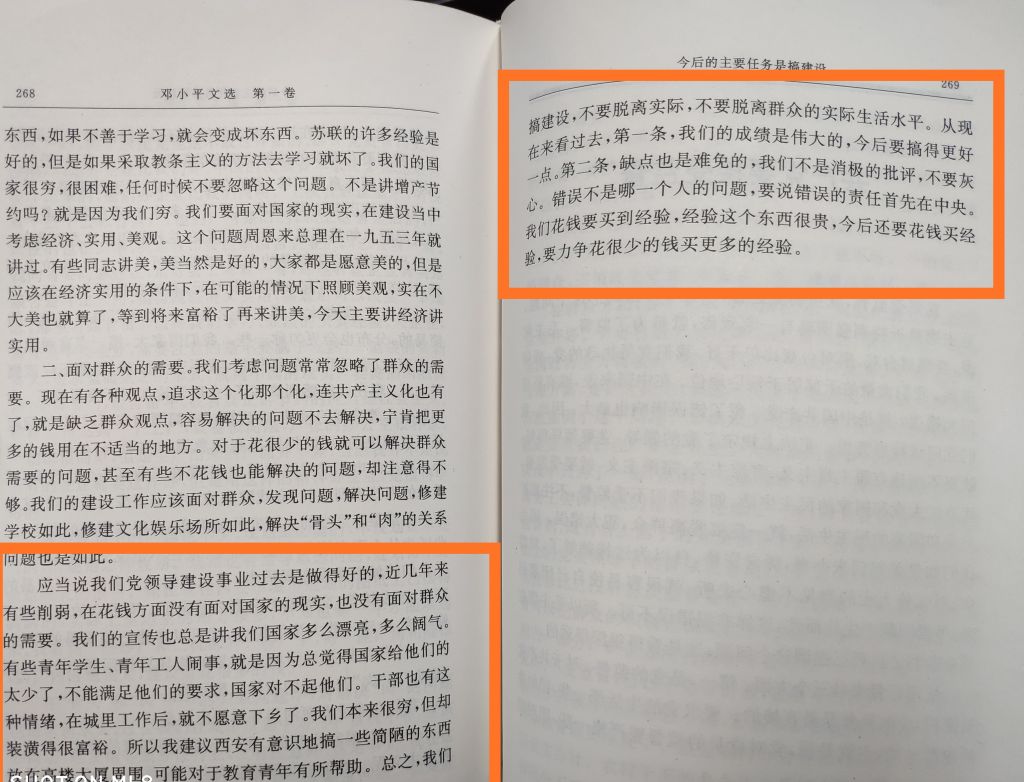 268
邓小平文选 第一卷
东西,如果不善于学习,就会变成坏东西。苏联的许多经验是
好的,但是如果采取教条主义的方法去学习就坏了。我们的国
家很穷,很困难,任何时候不要忽略这个问题。不是讲增产节
约吗?就是因为我们穷。我们要面对国家的现实,在建设当中
考虑经济、实用、美观。这个问题周恩来总理在一九五三年就
讲过。有些同志讲美,美当然是好的,大家都是愿意美的,但是
应该在经济实用的条件下,在可能的情况下照顾美观,实在不
大美也就算了,等到将来富裕了再来讲美,今天主要讲经济讲
实用。
二、面对群众的需要。我们考虑问题常常忽略了群众的需
要。现在有各种观点,追求这个化那个化,连共产主义化也有
了,就是缺乏群众观点,容易解决的问题不去解决,宁肯把更
多的钱用在不适当的地方。对于花很少的钱就可以解决群众
需要的问题,甚至有些不花钱也能解决的问题,却注意得不
够。我们的建设工作应该面对群众,发现问题,解决问题,修建
学校如此,修建文化娱乐场所如此,解决“骨头”和“肉”的关系
问题也是如此。
应当说我们党领导建设事业过去是做得好的,近几年来
有些削弱,在花钱方面没有面对国家的现实,也没有面对群众
的需要。我们的宣传也总是讲我们国家多么漂亮,多么阔气。
有些青年学生、青年工人闹事,就是因为总觉得国家给他们的
太少了,不能满足他们的要求,国家对不起他们。干部也有这
种情绪,在城里工作后,就不愿意下乡了。我们本来很穷,但却
装潢得很富裕。所以我建议西安有意识地搞一些简陋的东西
放在高楼大厦周围,可能对于教育青年有所帮助。总之,我们
SHOT ON MI 8
今后的主要任务是搞建设
269
搞建设,不要脱离实际,不要脱离群众的实际生活水平。从现
在来看过去,第一条,我们的成绩是伟大的,今后要搞得更好
一点。第二条,缺点也是难免的,我们不是消极的批评,不要灰
心。错误不是哪一个人的问题,要说错误的责任首先在中央。
我们花钱要买到经验,经验这个东西很贵,今后还要花钱买经
验,要力争花很少的钱买更多的经验。